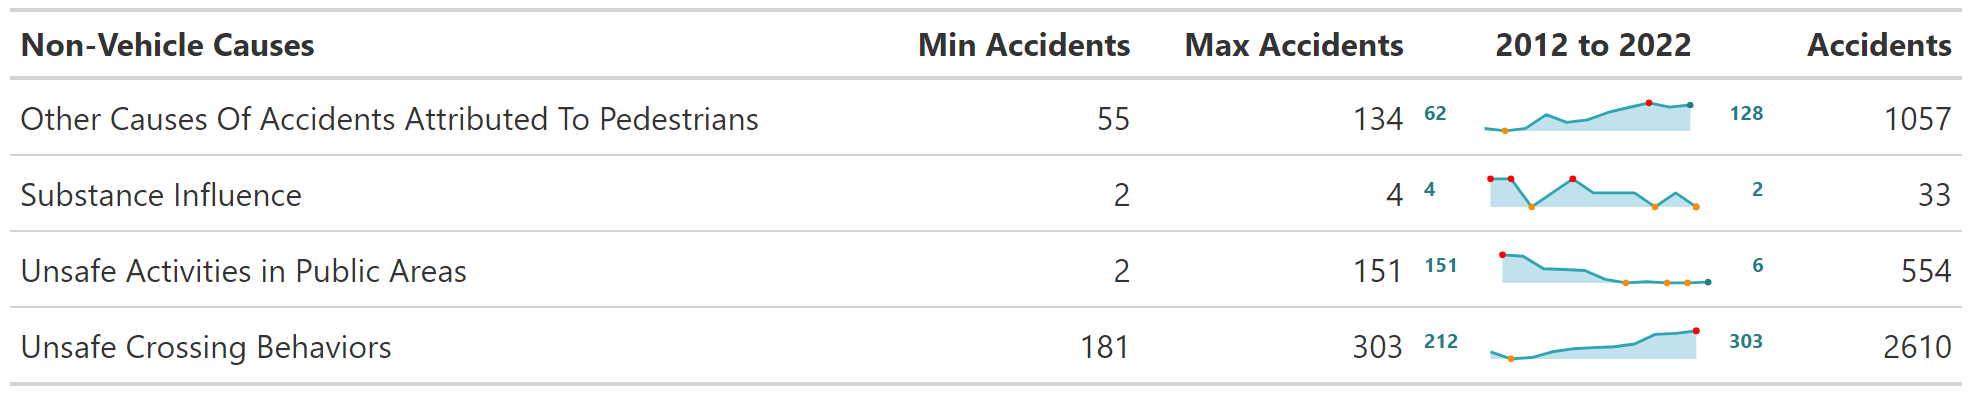 Non-Vehicle Causes Min Accidents Max Accidents 2012 to 2022 Accidents
Other Causes Of Accidents Attributed To Pedestrians 55 134 62 128 1057
Substance Influence 2 4 4 2 33
Unsafe Activities in Public Areas 2 151 151 6 554
Unsafe Crossing Behaviors 181 303 212 303 2610